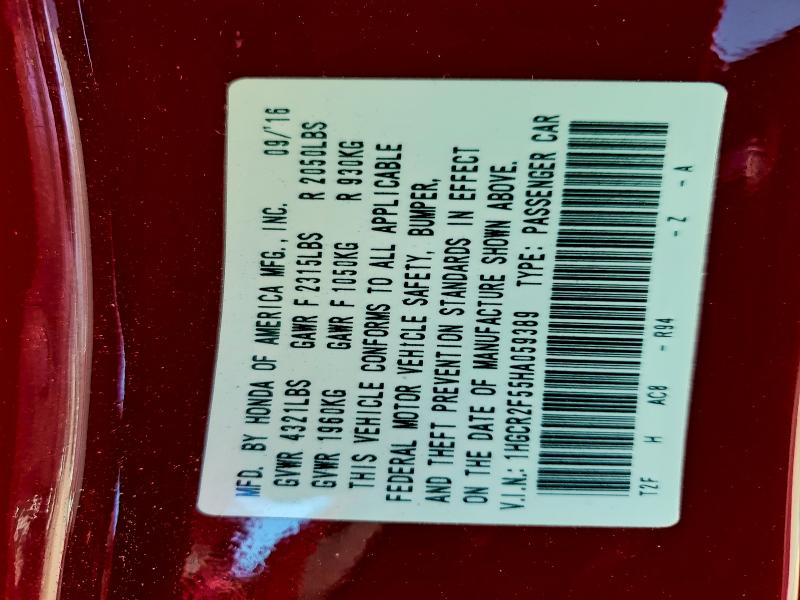 MFD. BY HONDA OF AMERICA MFG., INC. 09/'16
GVWR 4321LBS GAWR F 2315LBS R 2050LBS
GVWR 1960KG GAWR F 1050KG R 930KG
THIS VEHICLE CONFORMS TO ALL APPLICABLE
FEDERAL MOTOR VEHICLE SAFETY, BUMPER,
AND THEFT PREVENTION STANDARDS IN EFFECT
ON THE DATE OF MANUFACTURE SHOWN ABOVE.
V.I.N.: 1HGCR2F55HA059389 TYPE: PASSENGER CAR
T2F H AC8 - R94 - Z - A